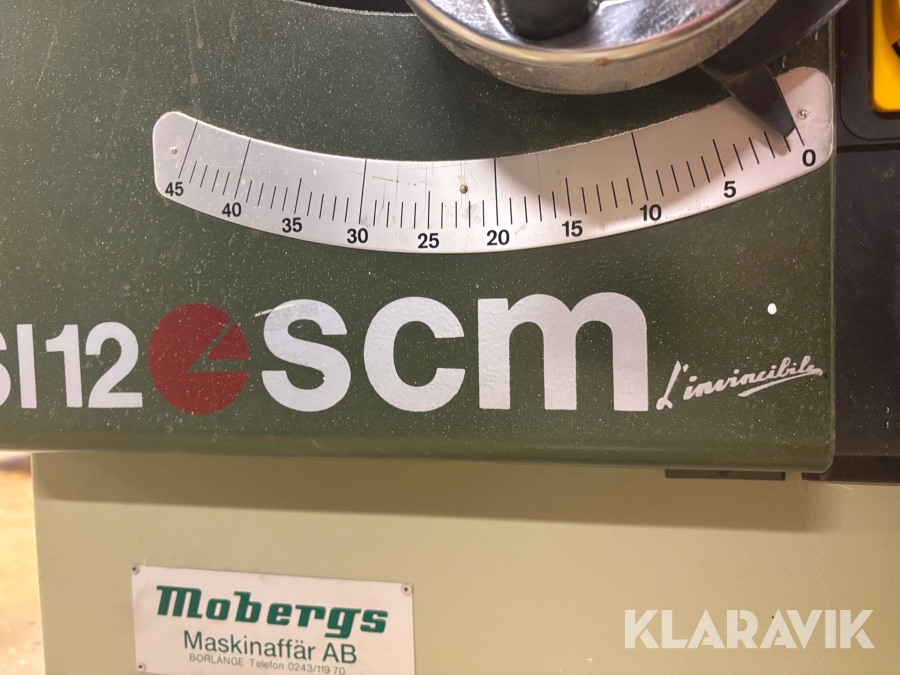 45 40 35 30 25 20 15 10 5 0
SI12 scm L'invincibile
Mobergs
Maskinaffär AB
BORLÄNGE Telefon 0243/119 70
KLARAVIK